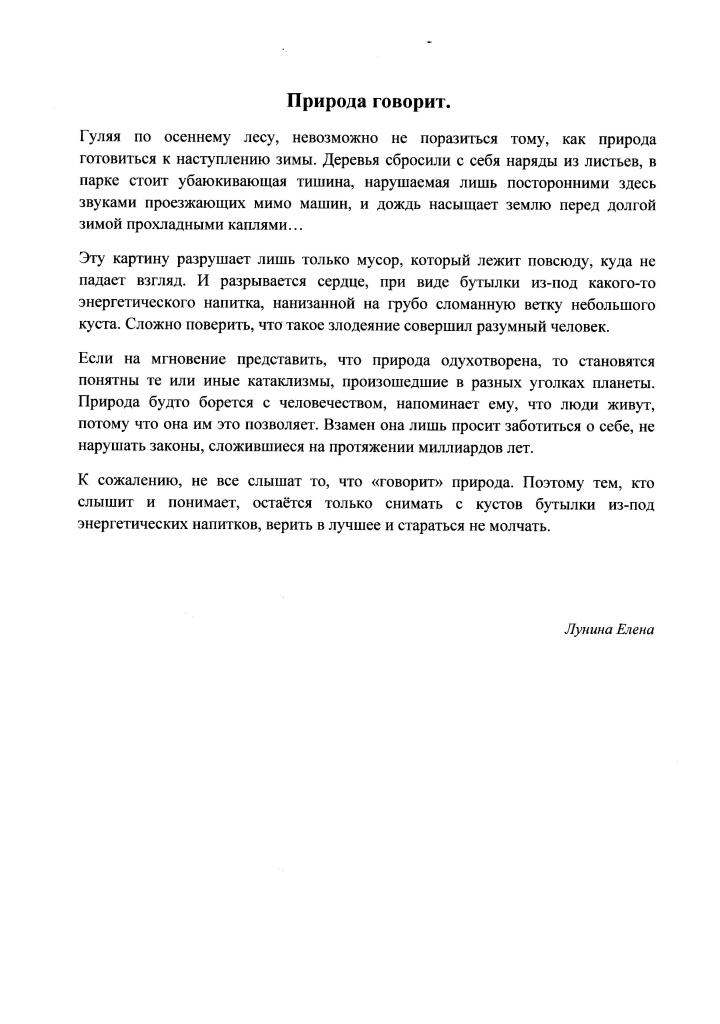 Природа говорит.
Гуляя по осеннему лесу, невозможно не поразиться тому, как природа
готовиться к наступлению зимы. Деревья сбросили с себя наряды из листьев, в
парке стоит убаюкивающая тишина, нарушаемая лишь посторонними здесь
звуками проезжающих мимо машин, и дождь насыщает землю перед долгой
зимой прохладными каплями…
Эту картину разрушает лишь только мусор, который лежит повсюду, куда не
падает взгляд. И разрывается сердце, при виде бутылки из-под какого-то
энергетического напитка, нанизанной на грубо сломанную ветку небольшого
куста. Сложно поверить, что такое злодеяние совершил разумный человек.
Если на мгновение представить, что природа одухотворена, то становятся
понятны те или иные катаклизмы, произошедшие в разных уголках планеты.
Природа будто борется с человечеством, напоминает ему, что люди живут,
потому что она им это позволяет. Взамен она лишь просит заботиться о себе, не
нарушать законы, сложившиеся на протяжении миллиардов лет.
К сожалению, не все слышат то, что «говорит» природа. Поэтому тем, кто
слышит и понимает, остаётся только снимать с кустов бутылки из-под
энергетических напитков, верить в лучшее и стараться не молчать.
Лунина Елена